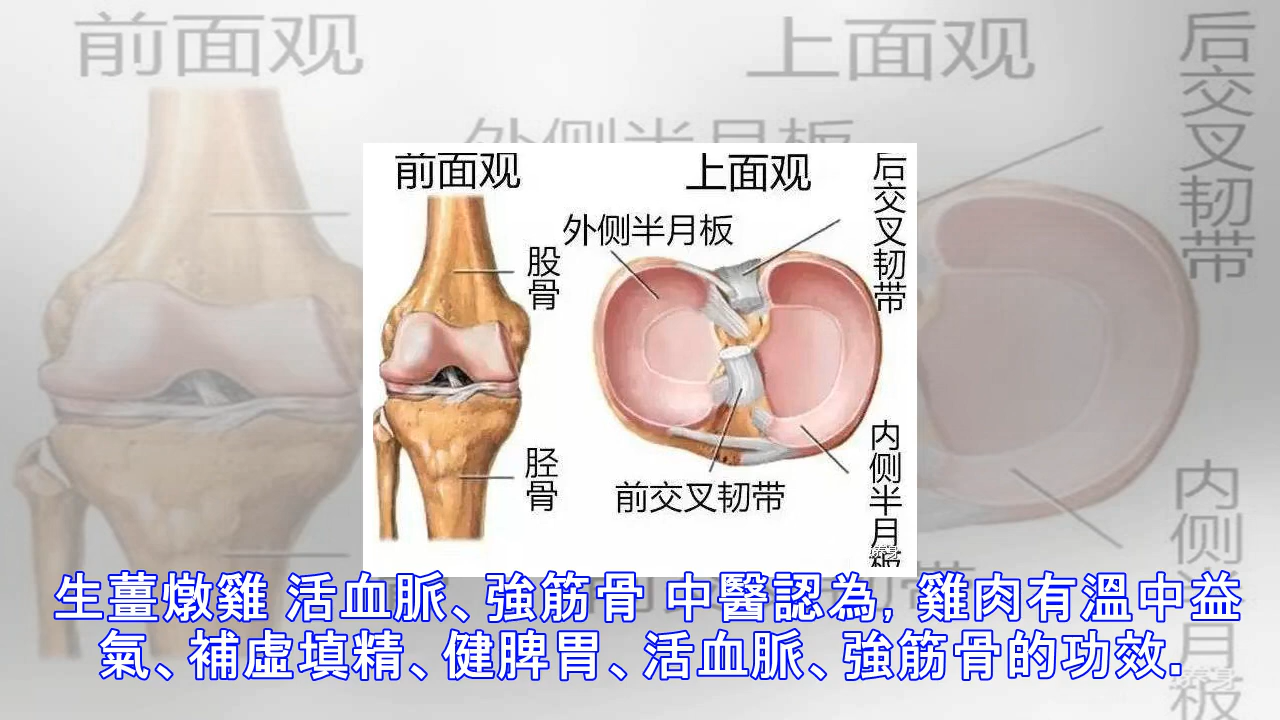 前面观
上面观
后交叉韧带
外侧半月板
股骨
胫骨
前交叉韧带
内侧半月板
生薑燉雞 活血脈、強筋骨 中醫認為, 雞肉有溫中益
氣、補虛填精、健脾胃、活血脈、強筋骨的功效.